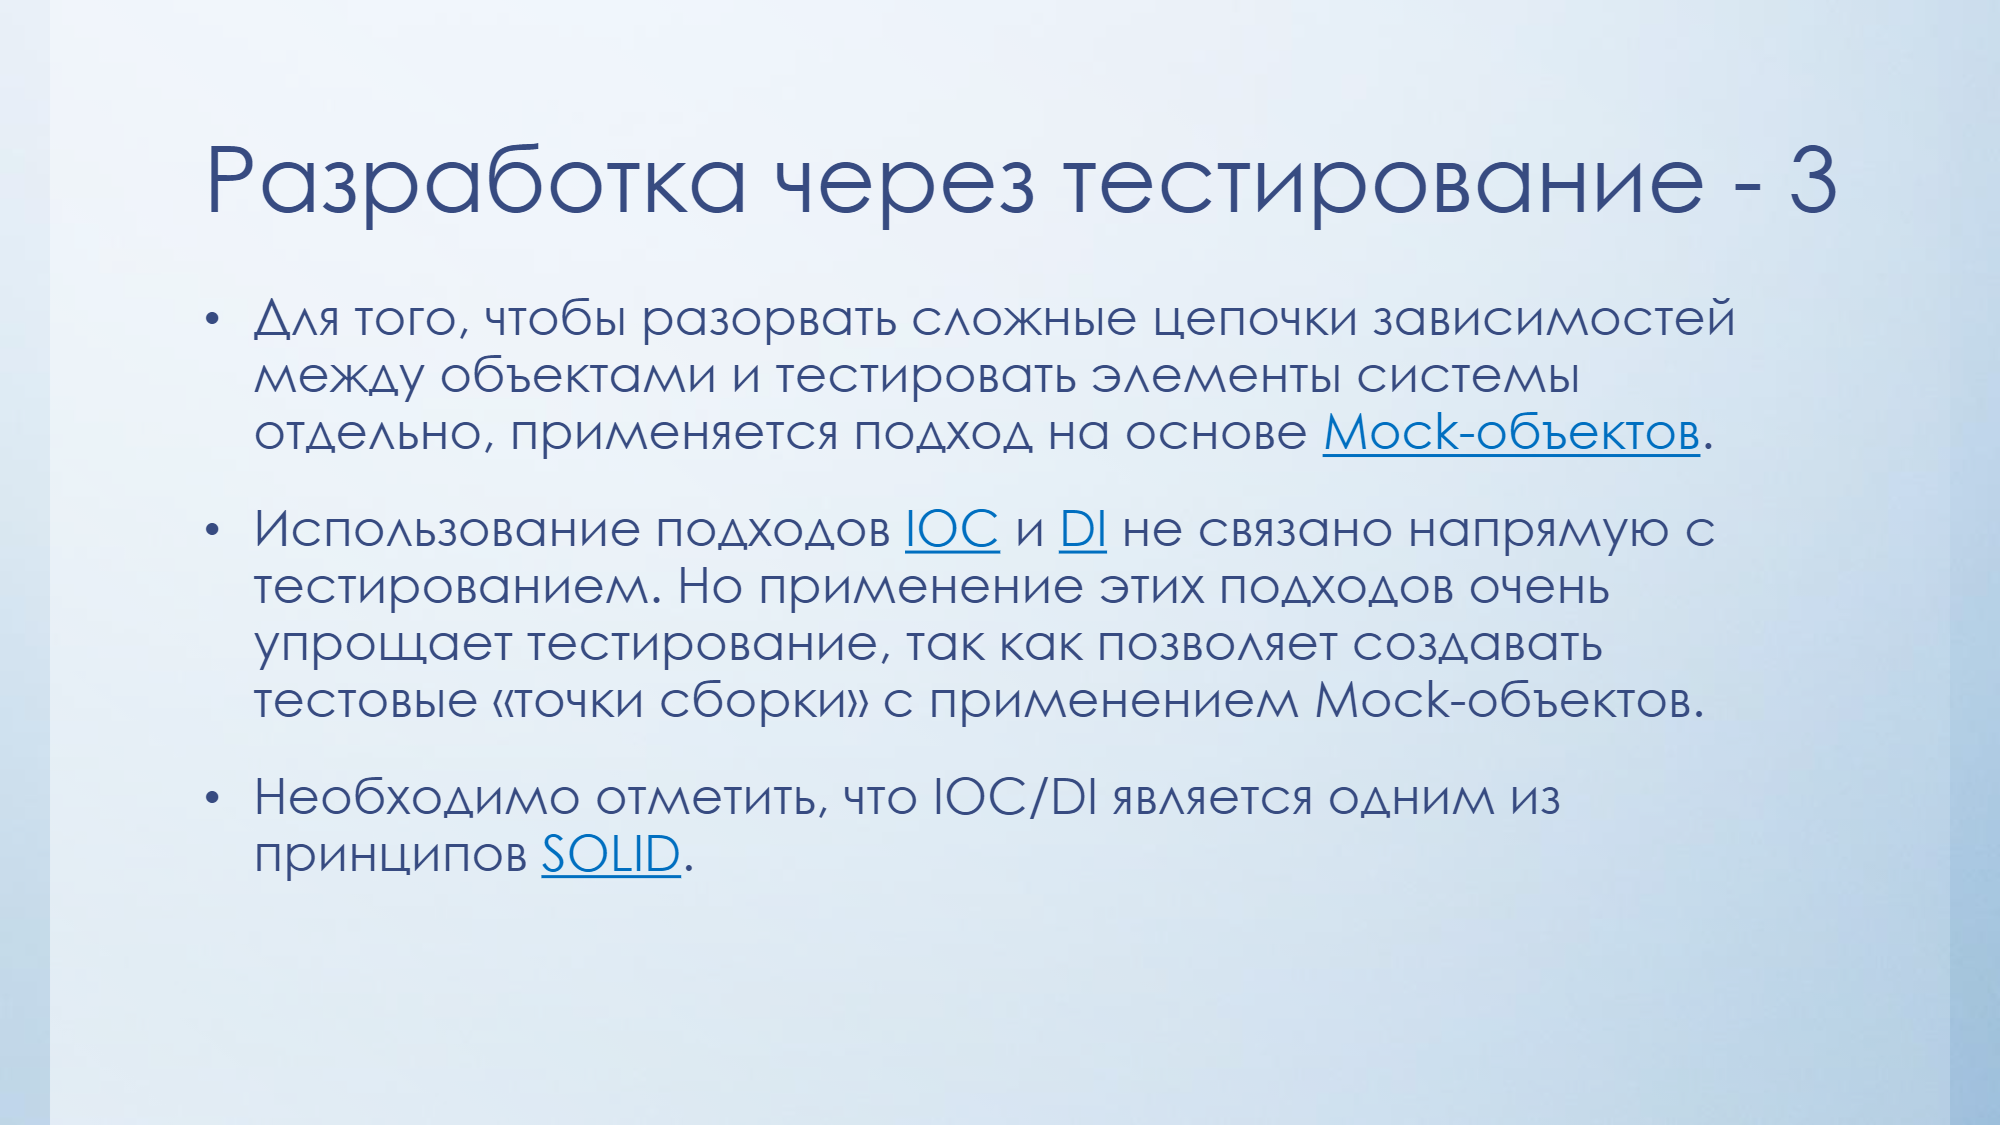 Разработка через тестирование - 3
• Для того, чтобы разорвать сложные цепочки зависимостей
между объектами и тестировать элементы системы
отдельно, применяется подход на основе Mock-объектов.
• Использование подходов IOC и DI не связано напрямую с
тестированием. Но применение этих подходов очень
упрощает тестирование, так как позволяет создавать
тестовые «точки сборки» с применением Mock-объектов.
• Необходимо отметить, что IOC/DI является одним из
принципов SOLID.